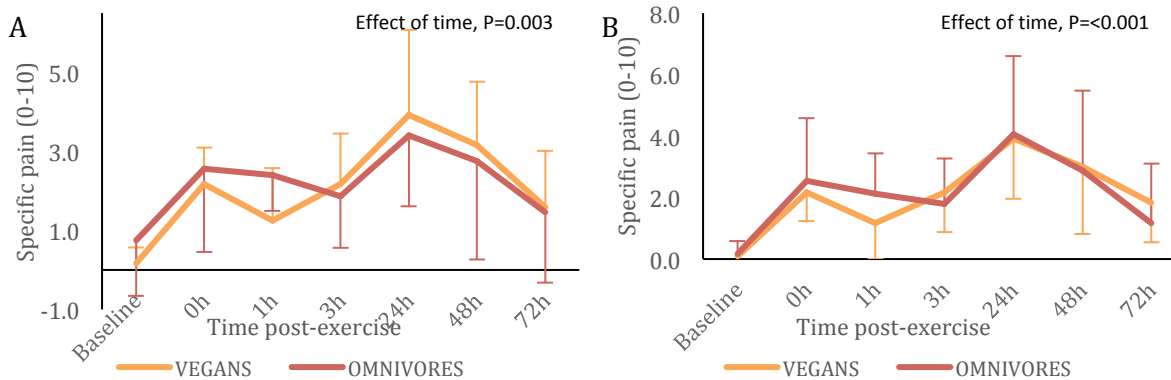 A
Effect of time, P=0.003
Specific pain (0-10)
5.0
3.0
1.0
-1.0
Baseline
0h
1h
3h
24h
48h
72h
Time post-exercise
VEGANS
OMNIVORES
B
Effect of time, P=<0.001
Specific pain (0-10)
8.0
6.0
4.0
2.0
0.0
Baseline
0h
1h
3h
24h
48h
72h
Time post-exercise
VEGANS
OMNIVORES